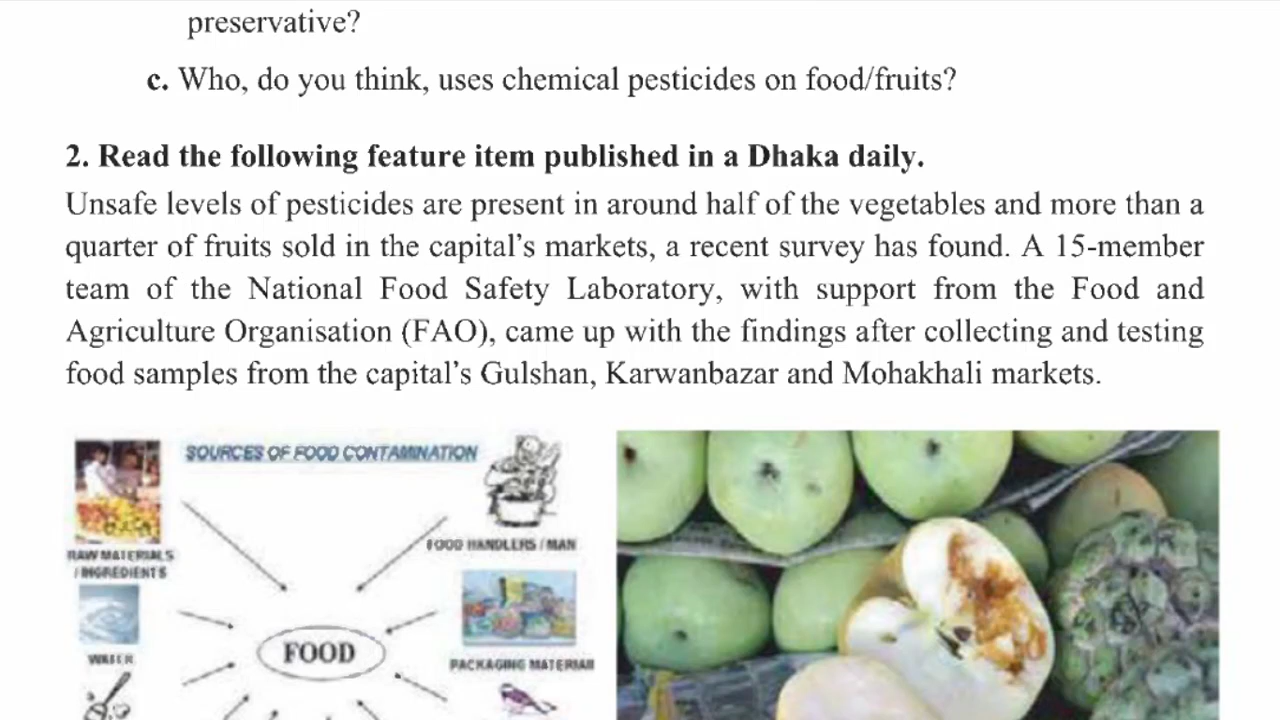 preservative?
c. Who, do you think, uses chemical pesticides on food/fruits?
2. Read the following feature item published in a Dhaka daily.
Unsafe levels of pesticides are present in around half of the vegetables and more than a
quarter of fruits sold in the capital's markets, a recent survey has found. A 15-member
team of the National Food Safety Laboratory, with support from the Food and
Agriculture Organisation (FAO), came up with the findings after collecting and testing
food samples from the capital's Gulshan, Karwanbazar and Mohakhali markets.
SOURCES OF FOOD CONTAMINATION
FOOD HANDLERS / MAN
RAW MATERIALS
/ INGREDIENTS
WATER
FOOD
PACKAGING MATERIAL